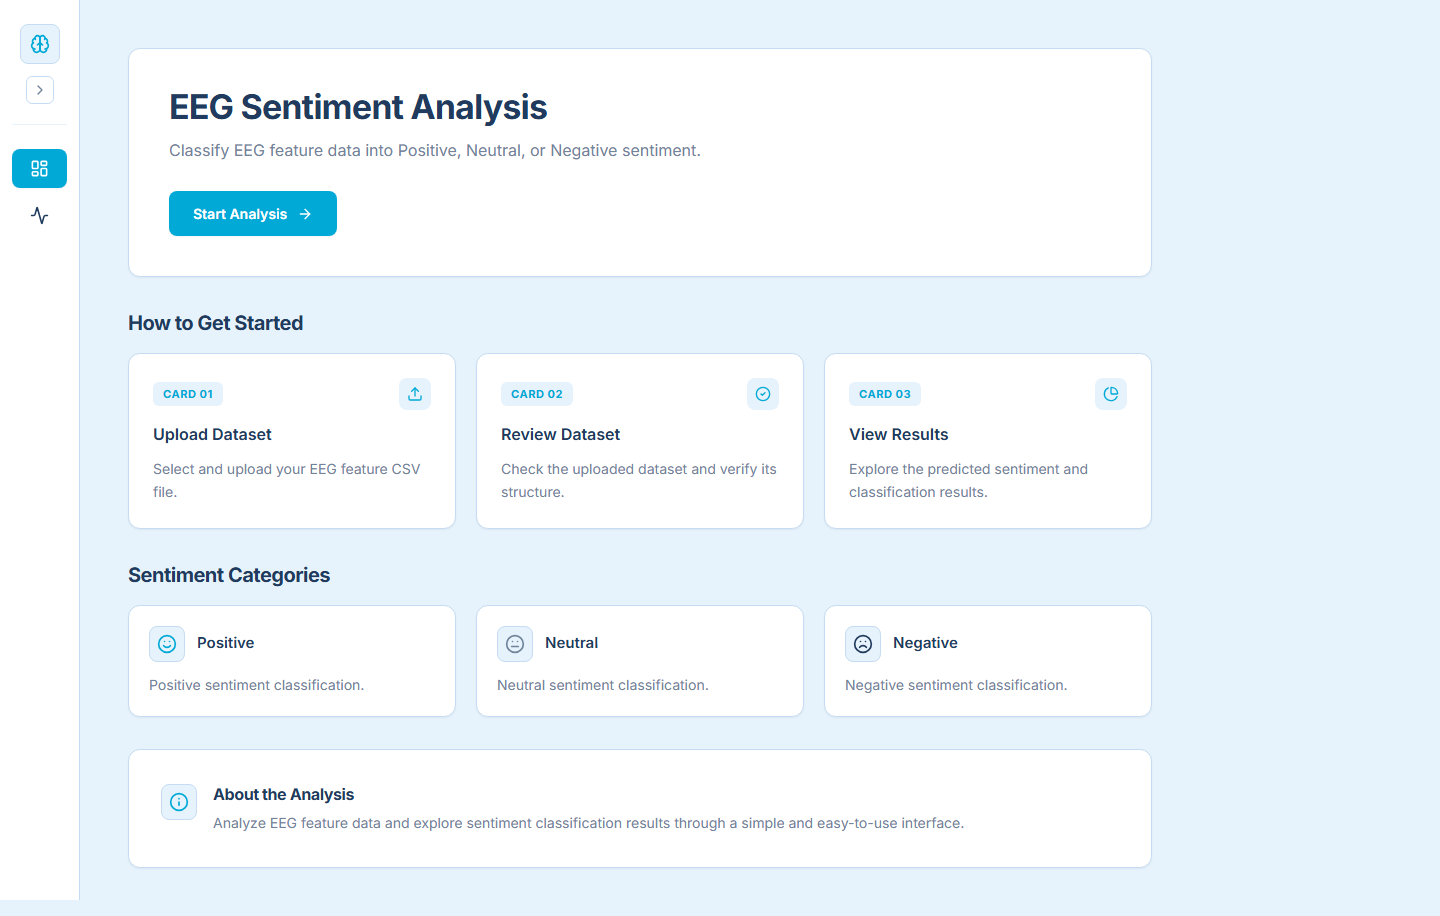 EEG Sentiment Analysis
Classify EEG feature data into Positive, Neutral, or Negative sentiment.
Start Analysis
How to Get Started
CARD 01
Upload Dataset
Select and upload your EEG feature CSV
file.
CARD 02
Review Dataset
Check the uploaded dataset and verify its
structure.
CARD 03
View Results
Explore the predicted sentiment and
classification results.
Sentiment Categories
Positive
Positive sentiment classification.
Neutral
Neutral sentiment classification.
Negative
Negative sentiment classification.
About the Analysis
Analyze EEG feature data and explore sentiment classification results through a simple and easy-to-use interface.